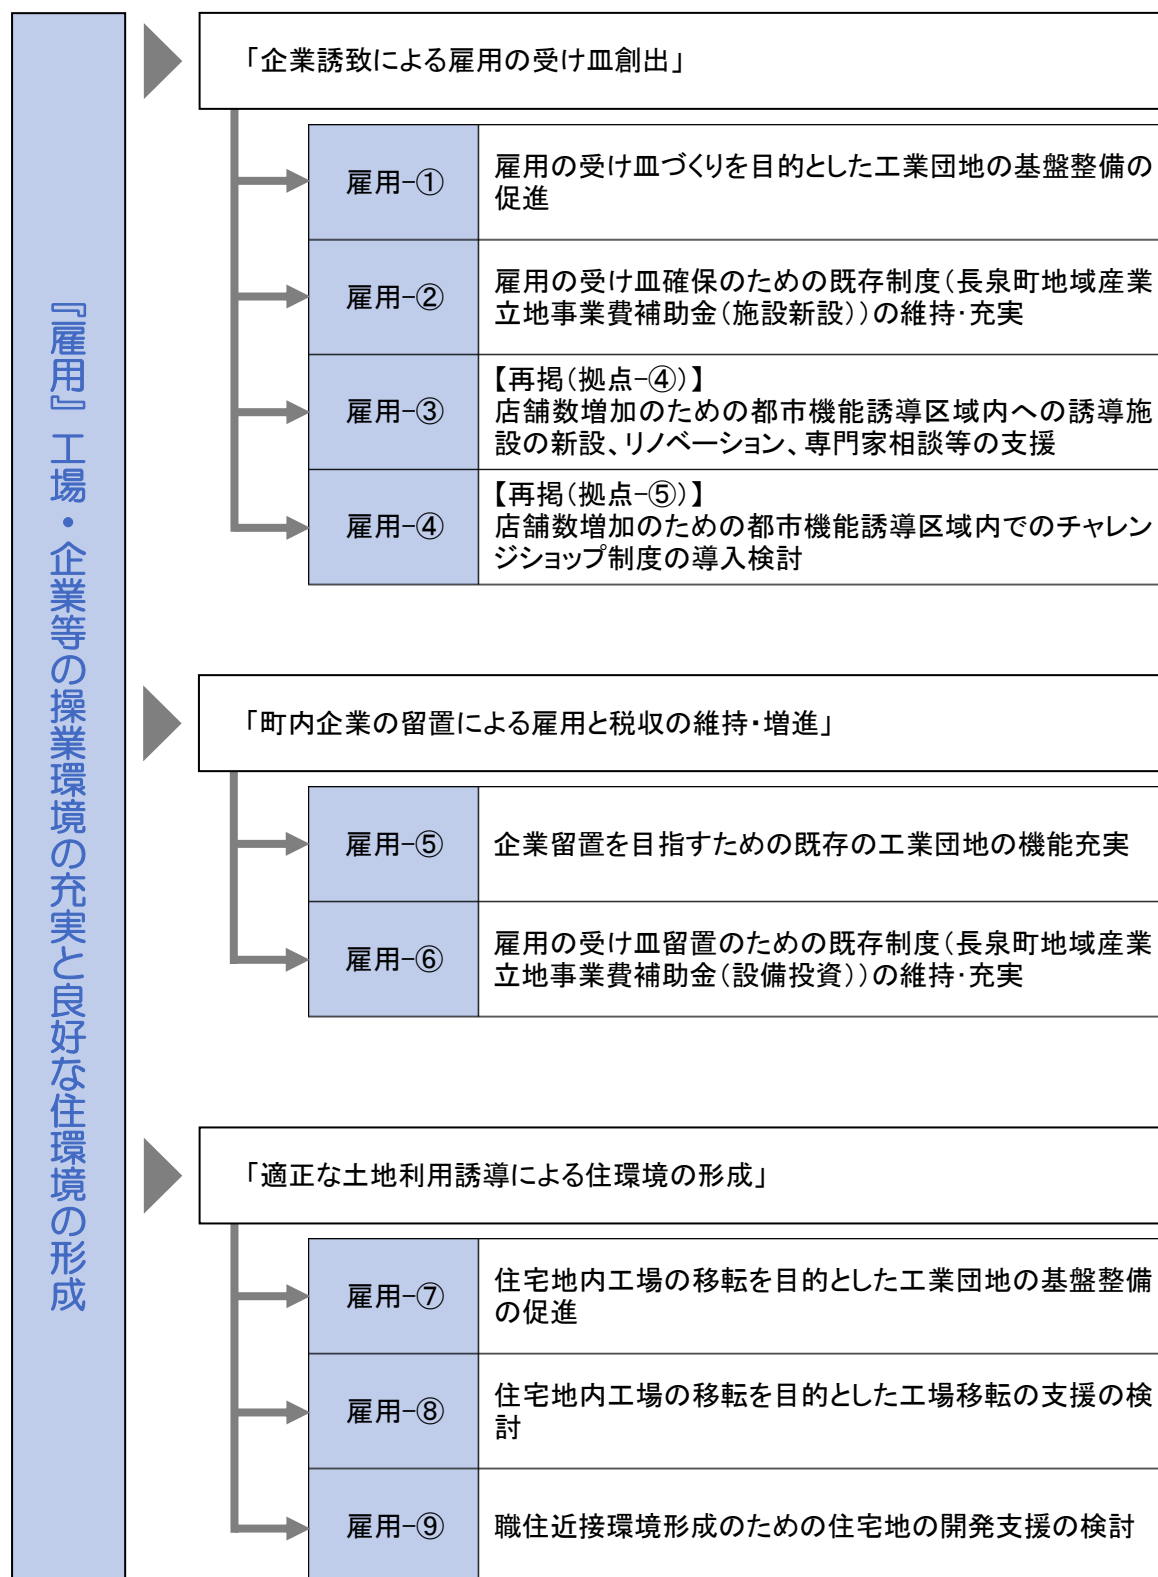 『雇用』工場・企業等の操業環境の充実と良好な住環境の形成
「企業誘致による雇用の受け皿創出」
雇用-①
雇用の受け皿づくりを目的とした工業団地の基盤整備の
促進
雇用-②
雇用の受け皿確保のための既存制度(長泉町地域産業
立地事業費補助金(施設新設))の維持・充実
雇用-③
【再掲(拠点-④)】
店舗数増加のための都市機能誘導区域内への誘導施
設の新設、リノベーション、専門家相談等の支援
雇用-④
【再掲(拠点-⑤)】
店舗数増加のための都市機能誘導区域内でのチャレン
ジショップ制度の導入検討
「町内企業の留置による雇用と税収の維持・増進」
雇用-⑤
企業留置を目指すための既存の工業団地の機能充実
雇用-⑥
雇用の受け皿留置のための既存制度(長泉町地域産業
立地事業費補助金(設備投資))の維持・充実
「適正な土地利用誘導による住環境の形成」
雇用-⑦
住宅地内工場の移転を目的とした工業団地の基盤整備
の促進
雇用-⑧
住宅地内工場の移転を目的とした工場移転の支援の検
討
雇用-⑨
職住近接環境形成のための住宅地の開発支援の検討